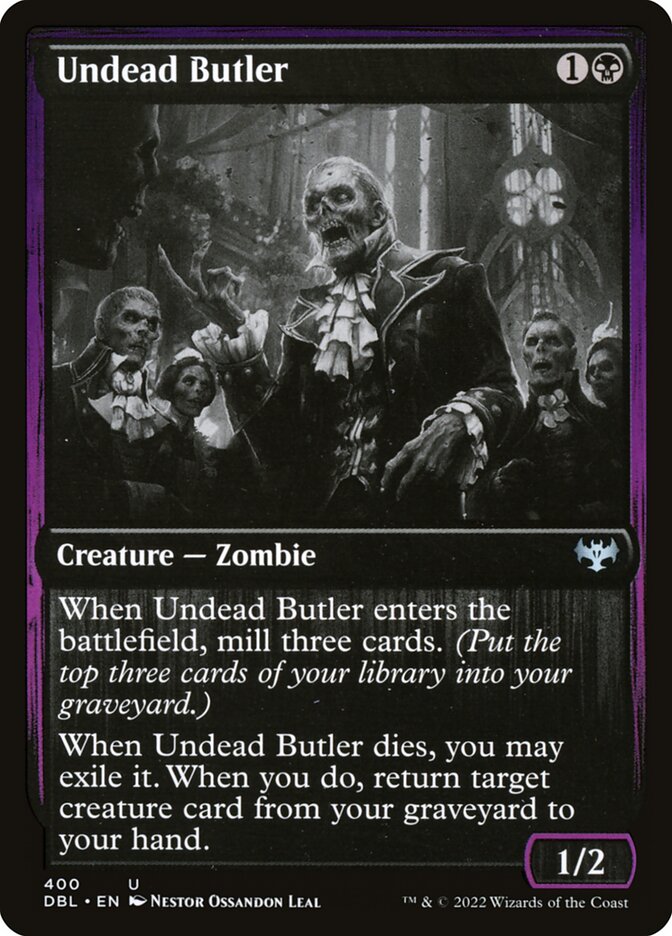 Undead Butler 1
Creature — Zombie
When Undead Butler enters the
battlefield, mill three cards. (Put the
top three cards of your library into your
graveyard.)
When Undead Butler dies, you may
exile it. When you do, return target
creature card from your graveyard to
your hand.
1/2
400 U
DBL • EN Nestor Ossandon Leal
™ & © 2022 Wizards of the Coast